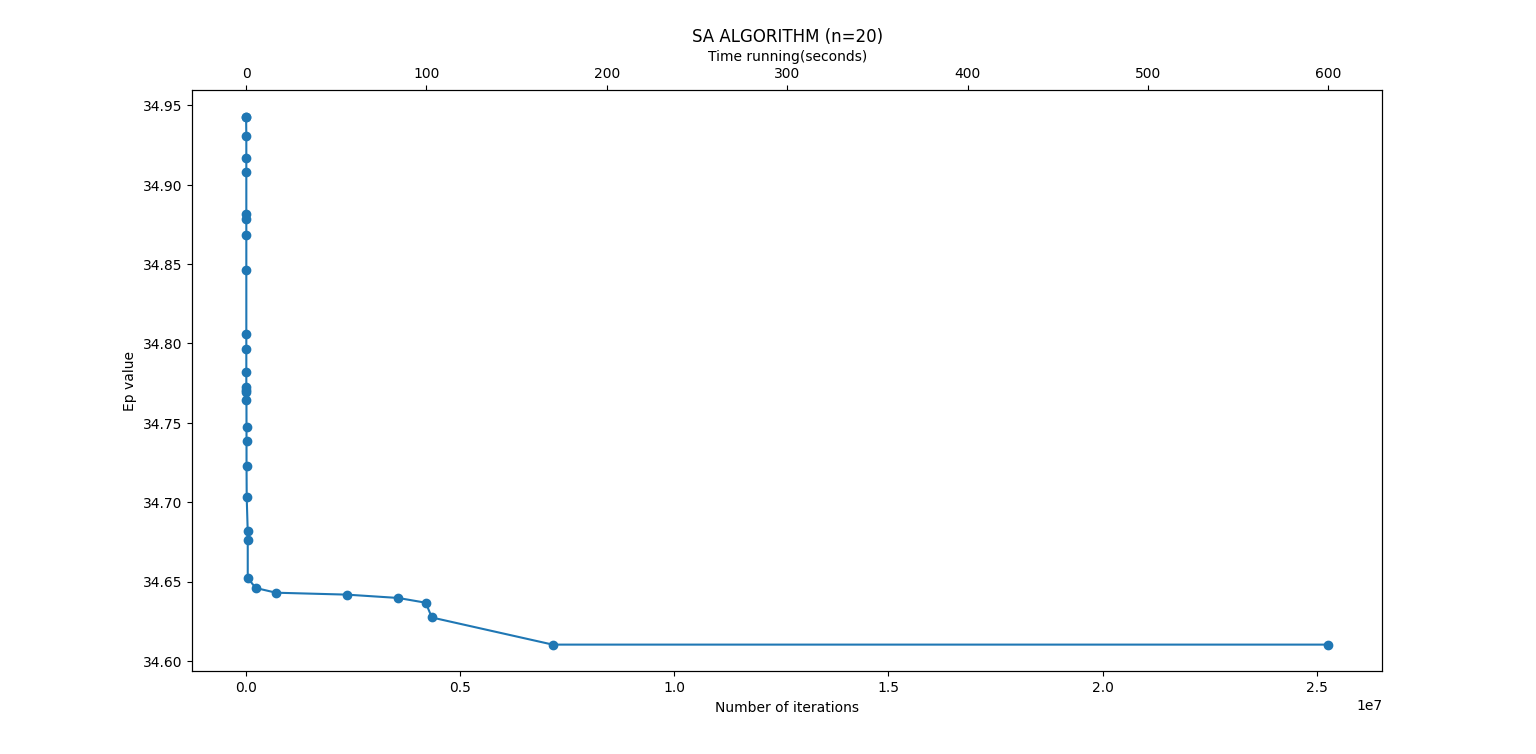 SA ALGORITHM (n=20)
Time running(seconds)
0 100 200 300 400 500 600
34.95
34.90
34.85
34.80
34.75
34.70
34.65
34.60
Ep value
0.0 0.5 1.0 1.5 2.0 2.5
1e7
Number of iterations